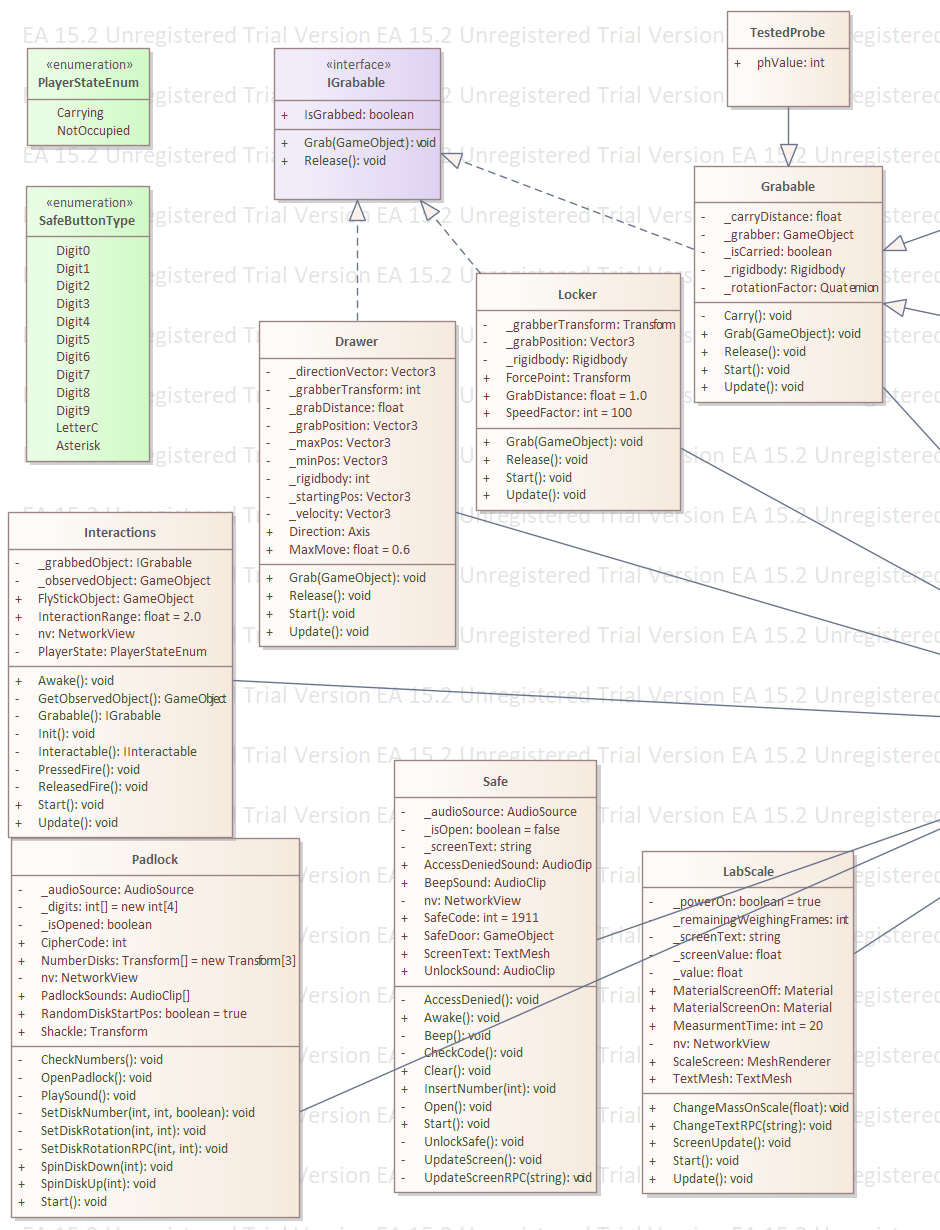 EA 15.2 Unregistered Trial Version EA 15.2 Unregistered Trial Version EA 15.2 Unregistered
«enumeration»
PlayerStateEnum
Carrying
NotOccupied
«interface»
IGrabable
+ IsGrabbed: boolean
+ Grab(GameObject): void
+ Release(): void
TestedProbe
+ phValue: int
«enumeration»
SafeButtonType
Digit0
Digit1
Digit2
Digit3
Digit4
Digit5
Digit6
Digit7
Digit8
Digit9
LetterC
Asterisk
Grabable
- _carryDistance: float
- _grabber: GameObject
- _isCarried: boolean
- _rigidbody: Rigidbody
- _rotationFactor: Quaternion
- Carry(): void
+ Grab(GameObject): void
+ Release(): void
+ Start(): void
+ Update(): void
Locker
- _grabberTransform: Transform
- _grabPosition: Vector3
- _rigidbody: Rigidbody
+ ForcePoint: Transform
+ GrabDistance: float = 1.0
+ SpeedFactor: int = 100
+ Grab(GameObject): void
+ Release(): void
+ Start(): void
+ Update(): void
Drawer
- _directionVector: Vector3
- _grabberTransform: int
- _grabDistance: float
- _grabPosition: Vector3
- _maxPos: Vector3
- _minPos: Vector3
- _rigidbody: int
- _startingPos: Vector3
- _velocity: Vector3
+ Direction: Axis
+ MaxMove: float = 0.6
+ Grab(GameObject): void
+ Release(): void
+ Start(): void
+ Update(): void
Interactions
- _grabbedObject: IGrabable
- _observedObject: GameObject
+ FlyStickObject: GameObject
+ InteractionRange: float = 2.0
- nv: NetworkView
- PlayerState: PlayerStateEnum
+ Awake(): void
- GetObservedObject(): GameObject
- Grabable(): IGrabable
- Init(): void
- Interactable(): IInteractable
- PressedFire(): void
- ReleasedFire(): void
+ Start(): void
+ Update(): void
Padlock
- _audioSource: AudioSource
- _digits: int[] = new int[4]
- _isOpened: boolean
+ CipherCode: int
+ NumberDisks: Transform[] = new Transform[3]
- nv: NetworkView
+ PadlockSounds: AudioClip[]
+ RandomDiskStartPos: boolean = true
+ Shackle: Transform
- CheckNumbers(): void
- OpenPadlock(): void
- PlaySound(): void
- SetDiskNumber(int, int, boolean): void
- SetDiskRotation(int, int): void
- SetDiskRotationRPC(int, int): void
+ SpinDiskDown(int): void
+ SpinDiskUp(int): void
+ Start(): void
Safe
- _audioSource: AudioSource
- _isOpen: boolean = false
- _screenText: string
+ AccessDeniedSound: AudioClip
+ BeepSound: AudioClip
- nv: NetworkView
+ SafeCode: int = 1911
+ SafeDoor: GameObject
+ ScreenText: TextMesh
+ UnlockSound: AudioClip
- AccessDenied(): void
+ Awake(): void
- Beep(): void
- CheckCode(): void
+ Clear(): void
+ InsertNumber(int): void
- Open(): void
+ Start(): void
- UnlockSafe(): void
- UpdateScreen(): void
- UpdateScreenRPC(string): void
LabScale
- _powerOn: boolean = true
- _remainingWeighingFrames: int
- _screenText: string
- _screenValue: float
- _value: float
+ MaterialScreenOff: Material
+ MaterialScreenOn: Material
+ MeasurmentTime: int = 20
- nv: NetworkView
+ ScaleScreen: MeshRenderer
+ TextMesh: TextMesh
+ ChangeMassOnScale(float): void
+ ChangeTextRPC(string): void
+ ScreenUpdate(): void
+ Start(): void
+ Update(): void